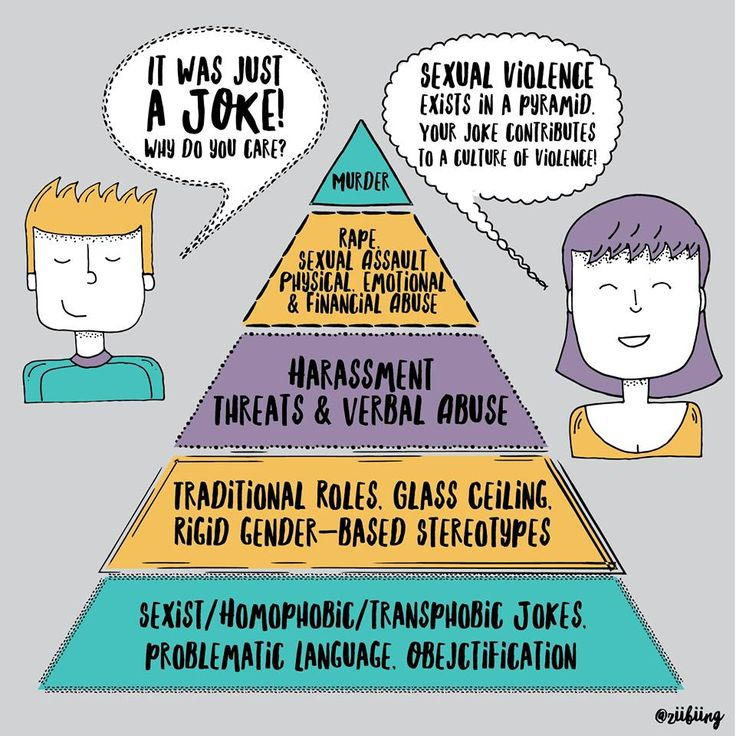 IT WAS JUST
A JOKE!
WHY DO YOU CARE?
SEXUAL VIOLENCE
EXISTS IN A PYRAMID.
YOUR JOKE CONTRIBUTES
TO A CULTURE OF VIOLENCE!
MURDER
RAPE,
SEXUAL ASSAULT
PHYSICAL, EMOTIONAL
& FINANCIAL ABUSE
HARASSMENT
THREATS & VERBAL ABUSE
TRADITIONAL ROLES, GLASS CEILING,
RIGID GENDER-BASED STEREOTYPES
SEXIST/HOMOPHOBIC/TRANSPHOBIC JOKES,
PROBLEMATIC LANGUAGE, OBEJCTIFICATION
@ziibiing